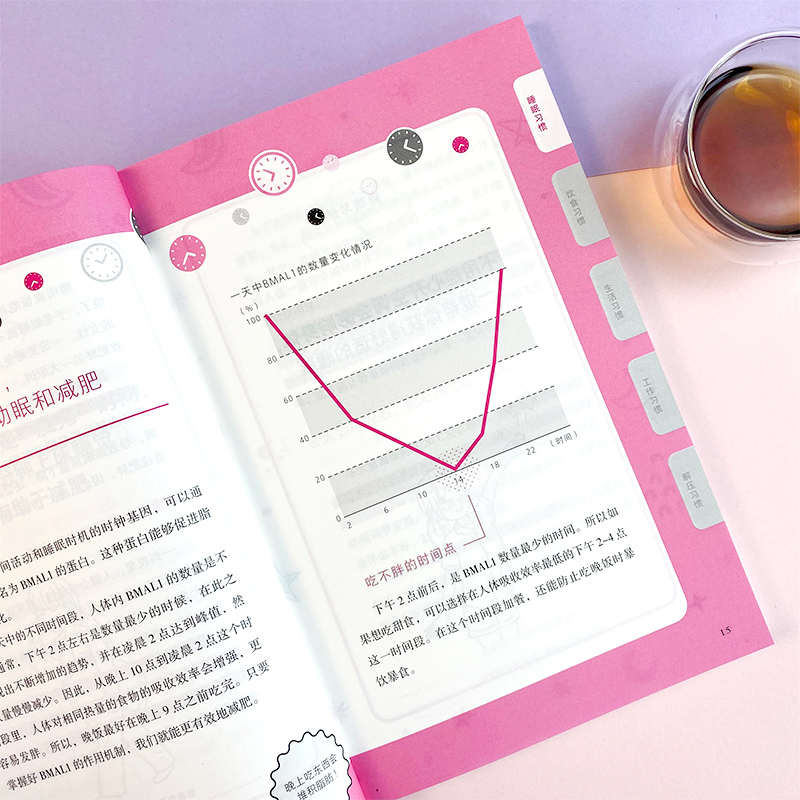 助眠和减肥
间活动和睡眠时机的时钟基因，可以通
名为BMAL1的蛋白。这种蛋白能够促进脂
此。
天中的不同时间段，人体内BMAL1的数量是不
通常，下午2点左右是数量最少的时候，在此之
现出不断增加的趋势，并在凌晨2点达到峰值，然
数量慢慢减少。因此，从晚上10点到凌晨2点这个时
段里，人体对相同热量的食物的吸收效率会增强，更
容易发胖。所以，晚饭最好在晚上9点之前吃完。只要
掌握好BMAL1的作用机制，我们就能更有效地减肥。
晚上吃东西会
堆积脂肪！
一天中BMAL1的数量变化情况
（%）
100
80
60
40
20
0
2 6 10 14 18 22 （时间）
吃不胖的时间点
下午2点前后，是BMAL1数量最少的时间。所以如
果想吃甜食，可以选择在人体吸收效率最低的下午2-4点
这一时间段。在这个时间段加餐，还能防止吃晚饭时暴
饮暴食。
15
睡眠习惯
饮食习惯
生活习惯
工作习惯
解压习惯